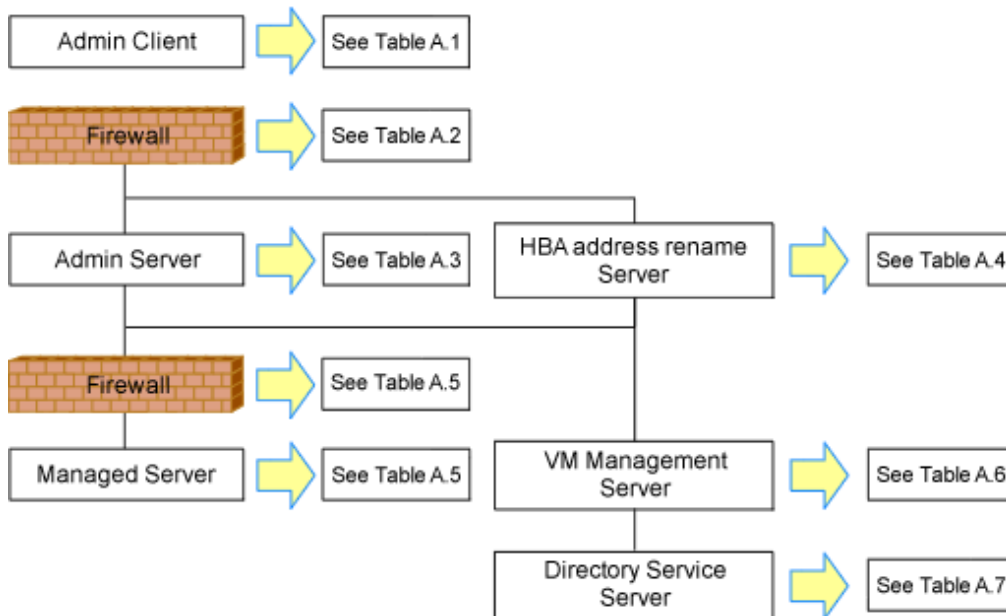 Admin Client
See Table A.1
Firewall
See Table A.2
Admin Server
See Table A.3
HBA address rename
Server
See Table A.4
Firewall
See Table A.5
Managed Server
See Table A.5
VM Management
Server
See Table A.6
Directory Service
Server
See Table A.7